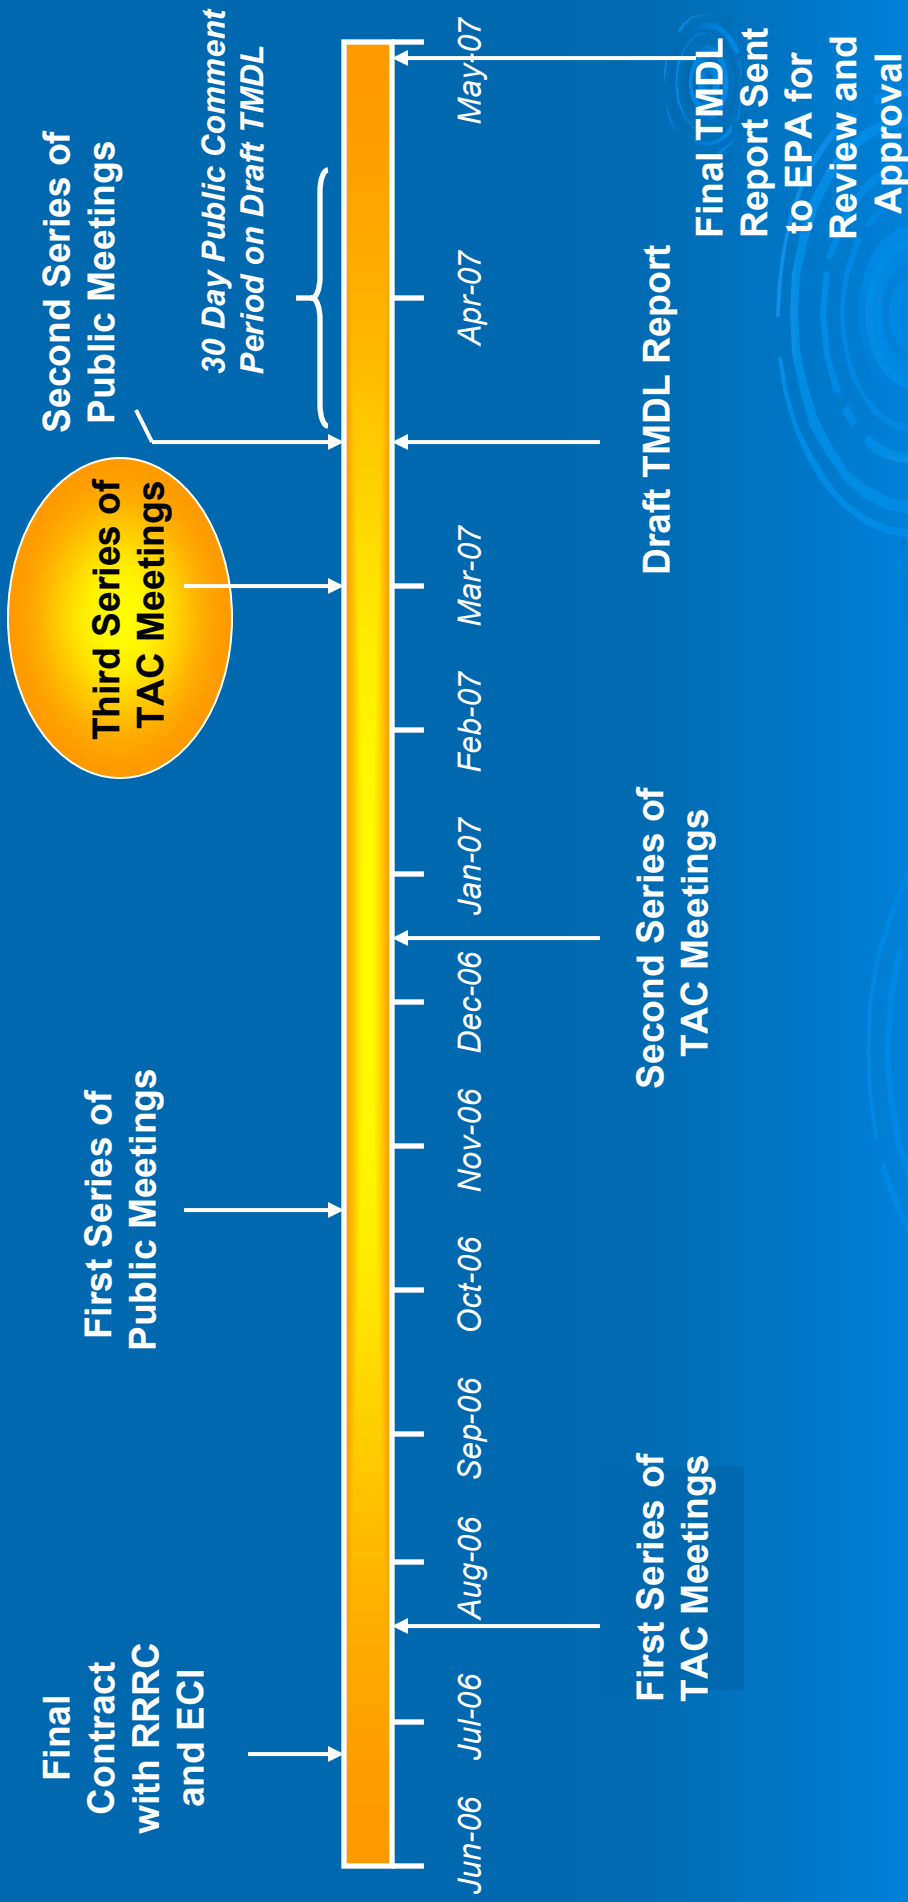 Final
Contract
with RRRC
and ECI
First Series of
Public Meetings
Third Series of
TAC Meetings
Second Series of
Public Meetings
30 Day Public Comment
Period on Draft TMDL
Jun-06
Jul-06
Aug-06
Sep-06
Oct-06
Nov-06
Dec-06
Jan-07
Feb-07
Mar-07
Apr-07
May-07
First Series of
TAC Meetings
Second Series of
TAC Meetings
Draft TMDL Report
Final TMDL
Report Sent
to EPA for
Review and
Approval